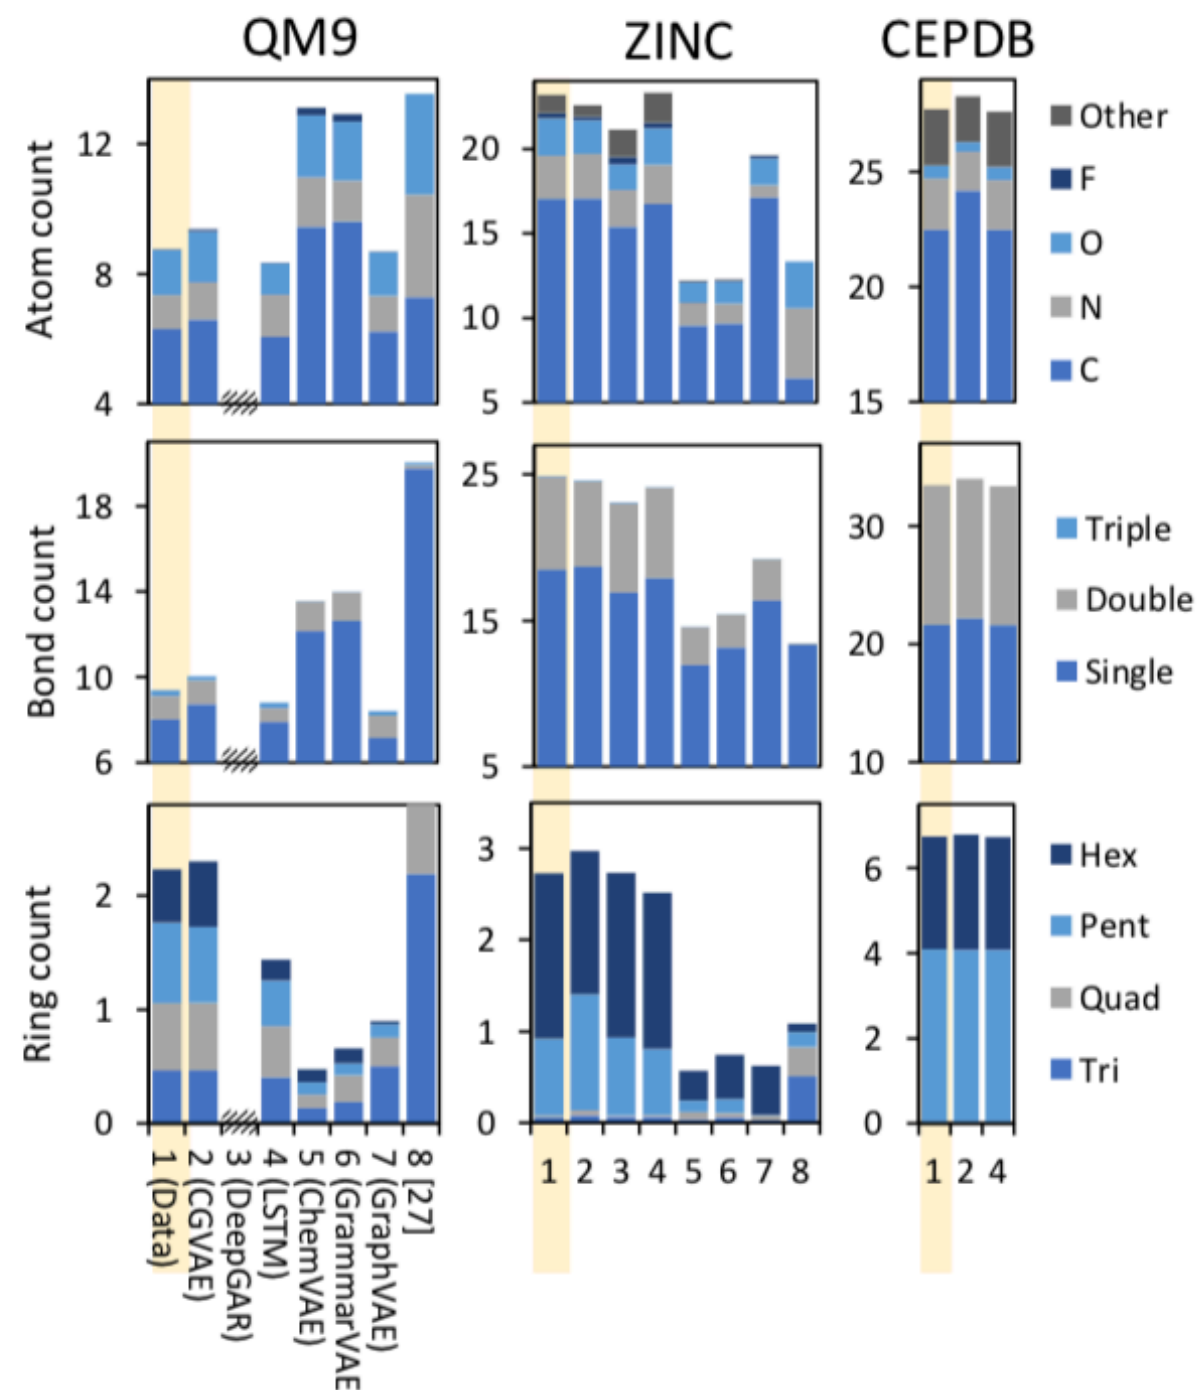 QM9 ZINC CEPDB
Atom count
12
8
4
20
15
10
5
25
20
15
Other
F
O
N
C
Bond count
18
14
10
6
25
15
5
30
20
10
Triple
Double
Single
Ring count
2
1
0
3
2
1
0
6
4
2
0
Hex
Pent
Quad
Tri
1 (Data)
2 (CGVAE)
3 (DeepGAR)
4 (LSTM)
5 (ChemVAE)
6 (GrammarVAE
7 (GraphVAE)
8 [27]
1 2 3 4 5 6 7 8
1 2 4